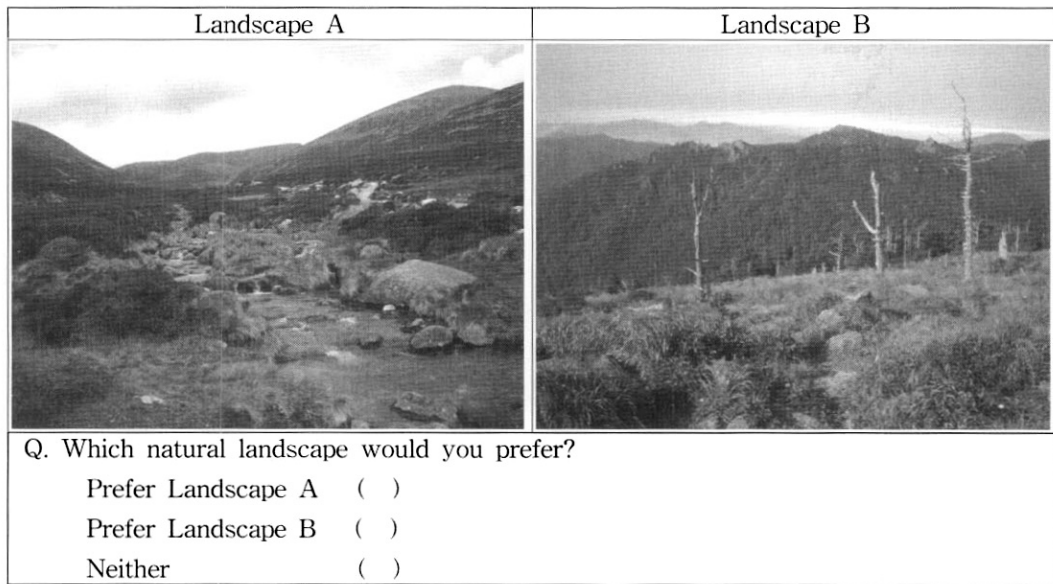 Landscape A
Landscape B
Q. Which natural landscape would you prefer?
Prefer Landscape A ( )
Prefer Landscape B ( )
Neither ( )